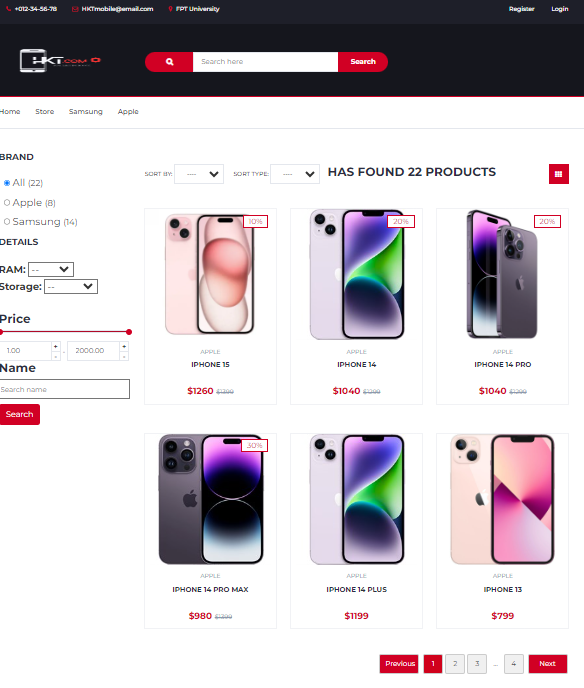 +012-34-56-78 HKTmobile@email.com FPT University Register Login
HKT.COM
Search here Search
Home Store Samsung Apple
BRAND
All (22)
Apple (8)
Samsung (14)
DETAILS
RAM: --
Storage: --
Price
1.00 - 2000.00
Name
Search name
Search
SORT BY: ---- SORT TYPE: ---- HAS FOUND 22 PRODUCTS
10%
APPLE
IPHONE 15
$1260 $1399
20%
APPLE
IPHONE 14
$1040 $1299
20%
APPLE
IPHONE 14 PRO
$1040 $1299
30%
APPLE
IPHONE 14 PRO MAX
$980 $1399
APPLE
IPHONE 14 PLUS
$1199
APPLE
IPHONE 13
$799
Previous 1 2 3 ... 4 Next